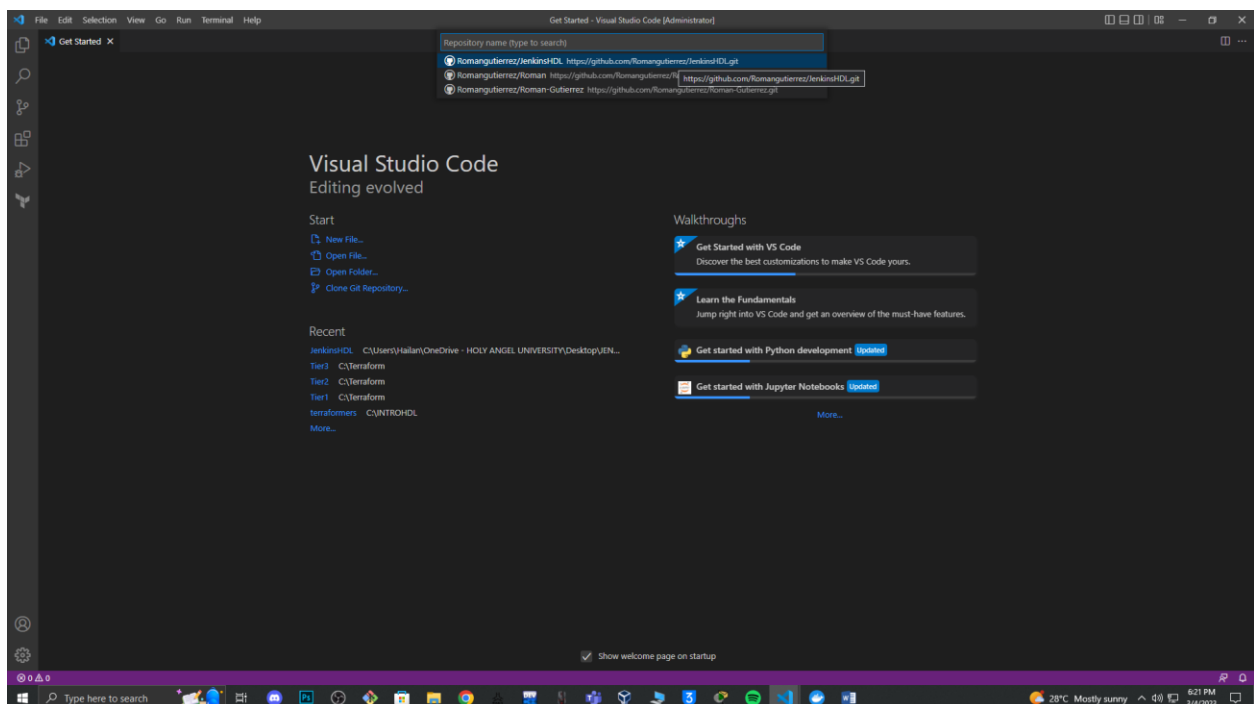 File Edit Selection View Go Run Terminal Help
Get Started - Visual Studio Code [Administrator]
Get Started
Repository name (type to search)
Romangutierrez/JenkinsHDL https://github.com/Romangutierrez/JenkinsHDL.git
Romangutierrez/Roman https://github.com/Romangutierrez/
https://github.com/Romangutierrez/JenkinsHDL.git
Romangutierrez/Roman-Gutierrez https://github.com/Romangutierrez/Roman-Gutierrez.git
Visual Studio Code
Editing evolved
Start
New File...
Open File...
Open Folder...
Clone Git Repository...
Recent
JenkinsHDL C:\Users\Hailan\OneDrive - HOLY ANGEL UNIVERSITY\Desktop\JEN...
Tier3 C:\Terraform
Tier2 C:\Terraform
Tier1 C:\Terraform
terraformers C:\INTROHDL
More...
Walkthroughs
Get Started with VS Code
Discover the best customizations to make VS Code yours.
Learn the Fundamentals
Jump right into VS Code and get an overview of the must-have features.
Get started with Python development Updated
Get started with Jupyter Notebooks Updated
More...
Show welcome page on startup
0 0
Type here to search
28°C Mostly sunny
6:21 PM